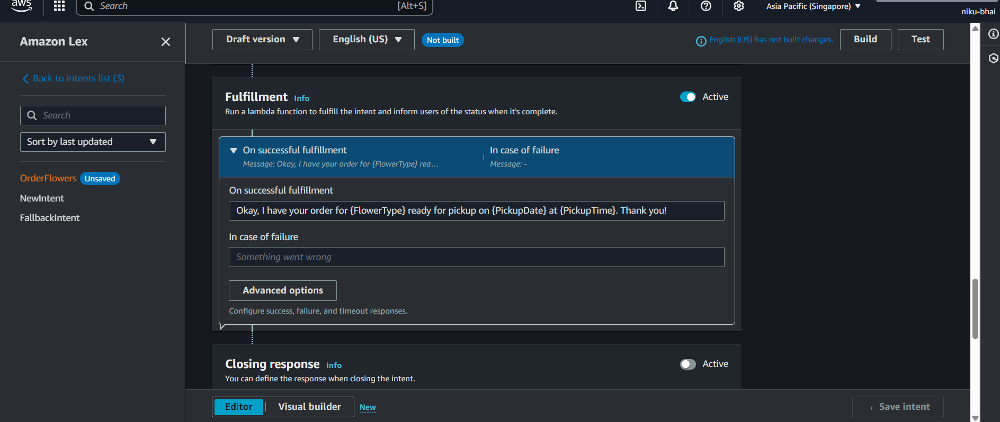 aws
Search
[Alt+S]
Asia Pacific (Singapore)
niku-bhai
Amazon Lex
Back to intents list (3)
Search
Sort by last updated
OrderFlowers Unsaved
NewIntent
FallbackIntent
Draft version
English (US)
Not built
English (US) has not built changes.
Build
Test
Fulfillment Info
Active
Run a lambda function to fulfill the intent and inform users of the status when it's complete.
On successful fulfillment
Message: Okay, I have your order for {FlowerType} rea…
In case of failure
Message: -
On successful fulfillment
Okay, I have your order for {FlowerType} ready for pickup on {PickupDate} at {PickupTime}. Thank you!
In case of failure
Something went wrong
Advanced options
Configure success, failure, and timeout responses.
Closing response Info
Active
You can define the response when closing the intent.
Editor
Visual builder
New
Save intent